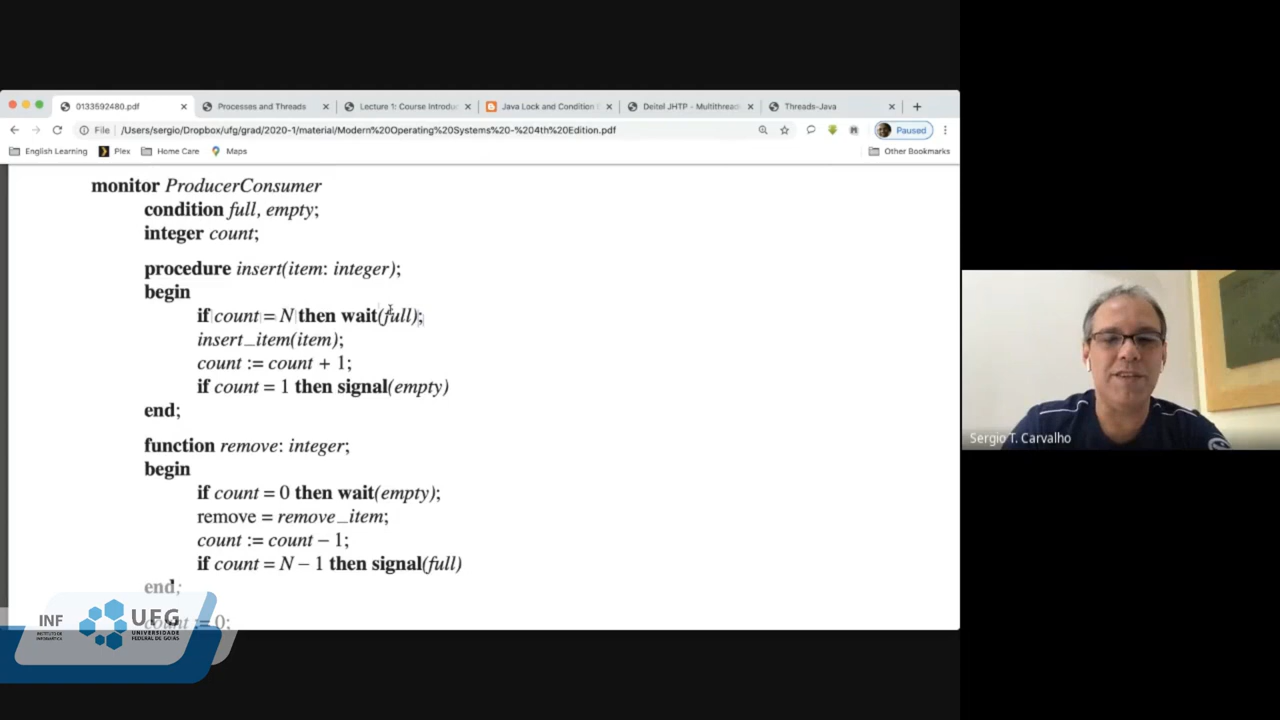 0133592480.pdf
Processes and Threads
Lecture 1: Course Introdu
Java Lock and Condition
Deitel JHTP - Multithread
Threads-Java
File
/Users/sergio/Dropbox/ufg/grad/2020-1/material/Modern%20Operating%20Systems%20-%204th%20Edition.pdf
Paused
English Learning
Plex
Home Care
Maps
Other Bookmarks
monitor ProducerConsumer
condition full, empty;
integer count;
procedure insert(item: integer);
begin
if count = N then wait(full);
insert_item(item);
count := count + 1;
if count = 1 then signal(empty)
end;
function remove: integer;
begin
if count = 0 then wait(empty);
remove = remove_item;
count := count − 1;
if count = N − 1 then signal(full)
end;
count := 0;
Sergio T. Carvalho
INF
INSTITUTO DE
INFORMÁTICA
UFG
UNIVERSIDADE
FEDERAL DE GOIÁS